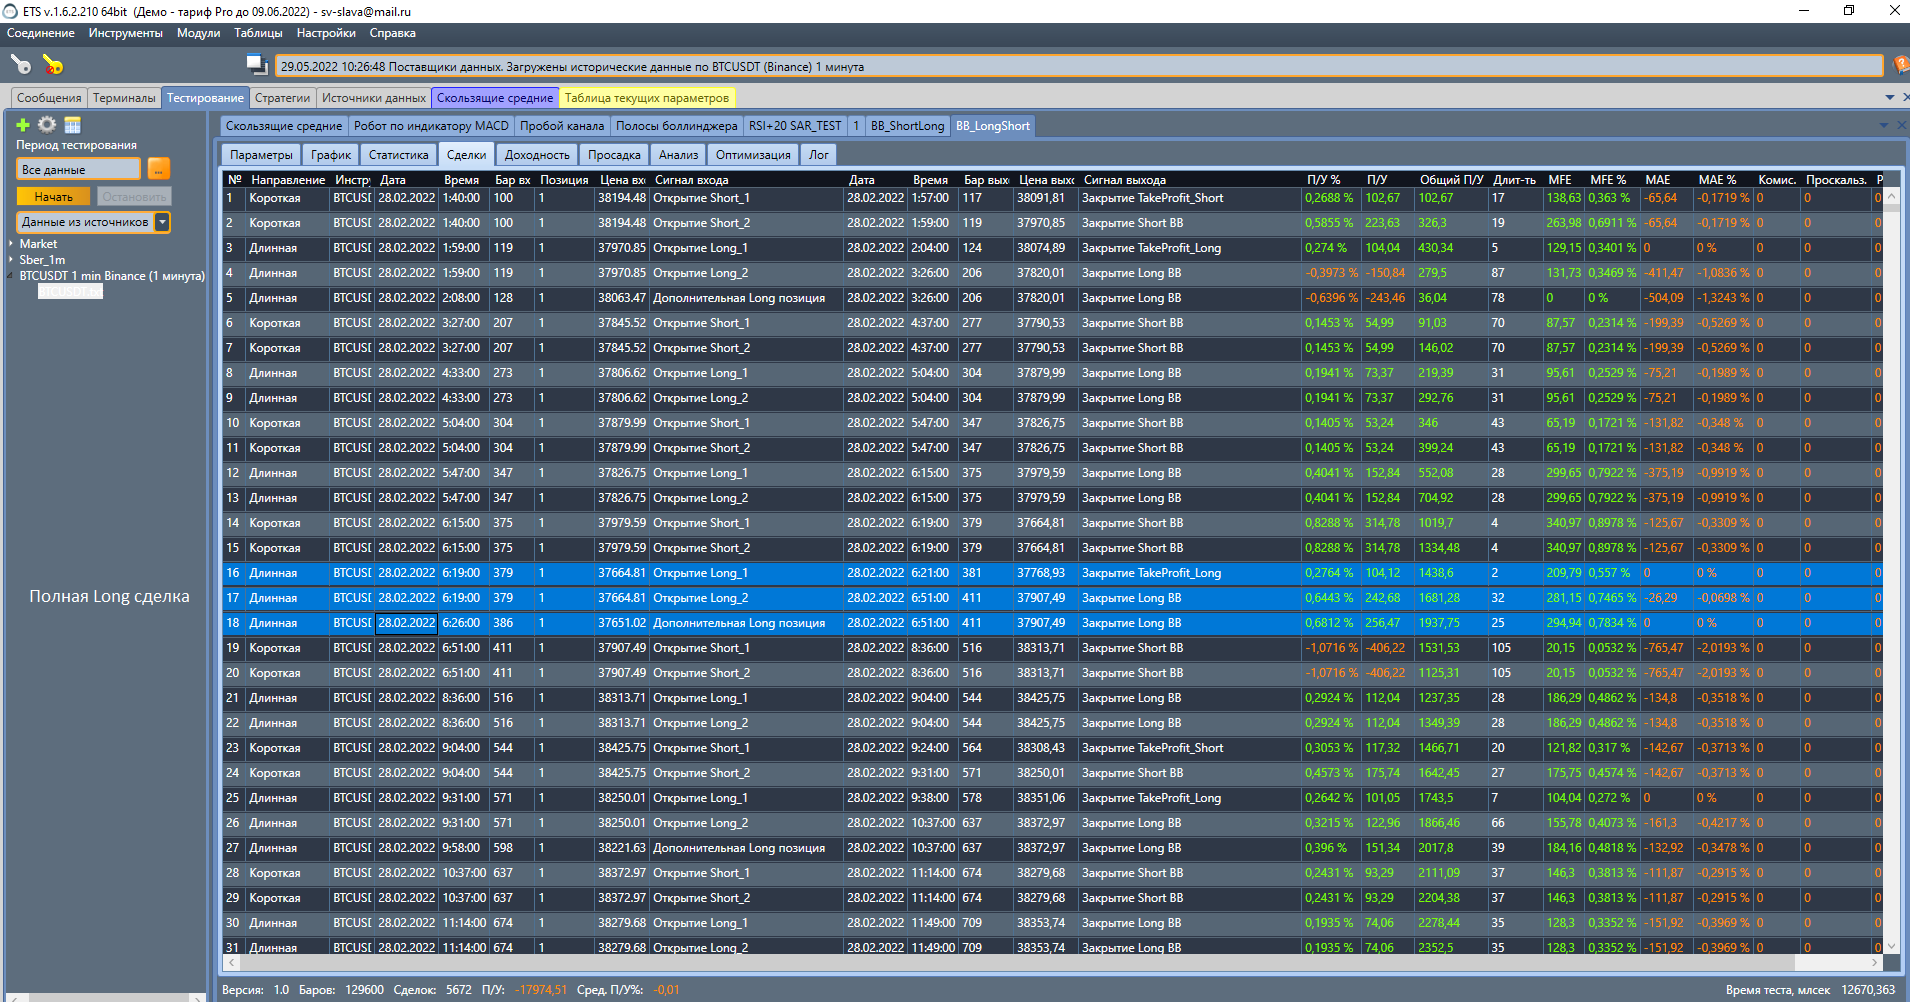 ETS v.1.6.2.210 64bit (Демо - тариф Pro до 09.06.2022) - sv-slava@mail.ru
Соединение Инструменты Модули Таблицы Настройки Справка
29.05.2022 10:26:48 Поставщики данных. Загружены исторические данные по BTCUSDT (Binance) 1 минута
Сообщения Терминалы Тестирование Стратегии Источники данных Скользящие средние Таблица текущих параметров
Период тестирования
Все данные ...
Начать Остановить
Данные из источников
Market
Sber_1m
BTCUSDT 1 min Binance (1 минута)
BTCUSDT.txt
Полная Long сделка
Скользящие средние Робот по индикатору MACD Пробой канала Полосы боллинджера RSI+20 SAR_TEST 1 BB_ShortLong BB_LongShort
Параметры График Статистика Сделки Доходность Просадка Анализ Оптимизация Лог
№ Направление Инстру Дата Время Бар вх Позиция Цена вх Сигнал входа Дата Время Бар вых Цена вых Сигнал выхода П/У % П/У Общий П/У Длит-ть MFE MFE % MAE MAE % Комис. Проскальз. Р
1 Короткая BTCUSD 28.02.2022 1:40:00 100 1 38194.48 Открытие Short_1 28.02.2022 1:57:00 117 38091,81 Закрытие TakeProfit_Short 0,2688 % 102,67 102,67 17 138,63 0,363 % -65,64 -0,1719 % 0 0 0
2 Короткая BTCUSD 28.02.2022 1:40:00 100 1 38194.48 Открытие Short_2 28.02.2022 1:59:00 119 37970,85 Закрытие Short BB 0,5855 % 223,63 326,3 19 263,98 0,6911 % -65,64 -0,1719 % 0 0 0
3 Длинная BTCUSD 28.02.2022 1:59:00 119 1 37970.85 Открытие Long_1 28.02.2022 2:04:00 124 38074,89 Закрытие TakeProfit_Long 0,274 % 104,04 430,34 5 129,15 0,3401 % 0 0 % 0 0 0
4 Длинная BTCUSD 28.02.2022 1:59:00 119 1 37970.85 Открытие Long_2 28.02.2022 3:26:00 206 37820,01 Закрытие Long BB -0,3973 % -150,84 279,5 87 131,73 0,3469 % -411,47 -1,0836 % 0 0 0
5 Длинная BTCUSD 28.02.2022 2:08:00 128 1 38063.47 Дополнительная Long позиция 28.02.2022 3:26:00 206 37820,01 Закрытие Long BB -0,6396 % -243,46 36,04 78 0 0 % -504,09 -1,3243 % 0 0 0
6 Короткая BTCUSD 28.02.2022 3:27:00 207 1 37845.52 Открытие Short_1 28.02.2022 4:37:00 277 37790,53 Закрытие Short BB 0,1453 % 54,99 91,03 70 87,57 0,2314 % -199,39 -0,5269 % 0 0 0
7 Короткая BTCUSD 28.02.2022 3:27:00 207 1 37845.52 Открытие Short_2 28.02.2022 4:37:00 277 37790,53 Закрытие Short BB 0,1453 % 54,99 146,02 70 87,57 0,2314 % -199,39 -0,5269 % 0 0 0
8 Длинная BTCUSD 28.02.2022 4:33:00 273 1 37806.62 Открытие Long_1 28.02.2022 5:04:00 304 37879,99 Закрытие Long BB 0,1941 % 73,37 219,39 31 95,61 0,2529 % -75,21 -0,1989 % 0 0 0
9 Длинная BTCUSD 28.02.2022 4:33:00 273 1 37806.62 Открытие Long_2 28.02.2022 5:04:00 304 37879,99 Закрытие Long BB 0,1941 % 73,37 292,76 31 95,61 0,2529 % -75,21 -0,1989 % 0 0 0
10 Короткая BTCUSD 28.02.2022 5:04:00 304 1 37879.99 Открытие Short_1 28.02.2022 5:47:00 347 37826,75 Закрытие Short BB 0,1405 % 53,24 346 43 65,19 0,1721 % -131,82 -0,348 % 0 0 0
11 Короткая BTCUSD 28.02.2022 5:04:00 304 1 37879.99 Открытие Short_2 28.02.2022 5:47:00 347 37826,75 Закрытие Short BB 0,1405 % 53,24 399,24 43 65,19 0,1721 % -131,82 -0,348 % 0 0 0
12 Длинная BTCUSD 28.02.2022 5:47:00 347 1 37826.75 Открытие Long_1 28.02.2022 6:15:00 375 37979,59 Закрытие Long BB 0,4041 % 152,84 552,08 28 299,65 0,7922 % -375,19 -0,9919 % 0 0 0
13 Длинная BTCUSD 28.02.2022 5:47:00 347 1 37826.75 Открытие Long_2 28.02.2022 6:15:00 375 37979,59 Закрытие Long BB 0,4041 % 152,84 704,92 28 299,65 0,7922 % -375,19 -0,9919 % 0 0 0
14 Короткая BTCUSD 28.02.2022 6:15:00 375 1 37979.59 Открытие Short_1 28.02.2022 6:19:00 379 37664,81 Закрытие Short BB 0,8288 % 314,78 1019,7 4 340,97 0,8978 % -125,67 -0,3309 % 0 0 0
15 Короткая BTCUSD 28.02.2022 6:15:00 375 1 37979.59 Открытие Short_2 28.02.2022 6:19:00 379 37664,81 Закрытие Short BB 0,8288 % 314,78 1334,48 4 340,97 0,8978 % -125,67 -0,3309 % 0 0 0
16 Длинная BTCUSD 28.02.2022 6:19:00 379 1 37664.81 Открытие Long_1 28.02.2022 6:21:00 381 37768,93 Закрытие TakeProfit_Long 0,2764 % 104,12 1438,6 2 209,79 0,557 % 0 0 % 0 0 0
17 Длинная BTCUSD 28.02.2022 6:19:00 379 1 37664.81 Открытие Long_2 28.02.2022 6:51:00 411 37907,49 Закрытие Long BB 0,6443 % 242,68 1681,28 32 281,15 0,7465 % -26,29 -0,0698 % 0 0 0
18 Длинная BTCUSD 28.02.2022 6:26:00 386 1 37651.02 Дополнительная Long позиция 28.02.2022 6:51:00 411 37907,49 Закрытие Long BB 0,6812 % 256,47 1937,75 25 294,94 0,7834 % 0 0 % 0 0 0
19 Короткая BTCUSD 28.02.2022 6:51:00 411 1 37907.49 Открытие Short_1 28.02.2022 8:36:00 516 38313,71 Закрытие Short BB -1,0716 % -406,22 1531,53 105 20,15 0,0532 % -765,47 -2,0193 % 0 0 0
20 Короткая BTCUSD 28.02.2022 6:51:00 411 1 37907.49 Открытие Short_2 28.02.2022 8:36:00 516 38313,71 Закрытие Short BB -1,0716 % -406,22 1125,31 105 20,15 0,0532 % -765,47 -2,0193 % 0 0 0
21 Длинная BTCUSD 28.02.2022 8:36:00 516 1 38313.71 Открытие Long_1 28.02.2022 9:04:00 544 38425,75 Закрытие Long BB 0,2924 % 112,04 1237,35 28 186,29 0,4862 % -134,8 -0,3518 % 0 0 0
22 Длинная BTCUSD 28.02.2022 8:36:00 516 1 38313.71 Открытие Long_2 28.02.2022 9:04:00 544 38425,75 Закрытие Long BB 0,2924 % 112,04 1349,39 28 186,29 0,4862 % -134,8 -0,3518 % 0 0 0
23 Короткая BTCUSD 28.02.2022 9:04:00 544 1 38425.75 Открытие Short_1 28.02.2022 9:24:00 564 38308,43 Закрытие TakeProfit_Short 0,3053 % 117,32 1466,71 20 121,82 0,317 % -142,67 -0,3713 % 0 0 0
24 Короткая BTCUSD 28.02.2022 9:04:00 544 1 38425.75 Открытие Short_2 28.02.2022 9:31:00 571 38250,01 Закрытие Short BB 0,4573 % 175,74 1642,45 27 175,75 0,4574 % -142,67 -0,3713 % 0 0 0
25 Длинная BTCUSD 28.02.2022 9:31:00 571 1 38250.01 Открытие Long_1 28.02.2022 9:38:00 578 38351,06 Закрытие TakeProfit_Long 0,2642 % 101,05 1743,5 7 104,04 0,272 % 0 0 % 0 0 0
26 Длинная BTCUSD 28.02.2022 9:31:00 571 1 38250.01 Открытие Long_2 28.02.2022 10:37:00 637 38372,97 Закрытие Long BB 0,3215 % 122,96 1866,46 66 155,78 0,4073 % -161,3 -0,4217 % 0 0 0
27 Длинная BTCUSD 28.02.2022 9:58:00 598 1 38221.63 Дополнительная Long позиция 28.02.2022 10:37:00 637 38372,97 Закрытие Long BB 0,396 % 151,34 2017,8 39 184,16 0,4818 % -132,92 -0,3478 % 0 0 0
28 Короткая BTCUSD 28.02.2022 10:37:00 637 1 38372.97 Открытие Short_1 28.02.2022 11:14:00 674 38279,68 Закрытие Short BB 0,2431 % 93,29 2111,09 37 146,3 0,3813 % -111,87 -0,2915 % 0 0 0
29 Короткая BTCUSD 28.02.2022 10:37:00 637 1 38372.97 Открытие Short_2 28.02.2022 11:14:00 674 38279,68 Закрытие Short BB 0,2431 % 93,29 2204,38 37 146,3 0,3813 % -111,87 -0,2915 % 0 0 0
30 Длинная BTCUSD 28.02.2022 11:14:00 674 1 38279.68 Открытие Long_1 28.02.2022 11:49:00 709 38353,74 Закрытие Long BB 0,1935 % 74,06 2278,44 35 128,3 0,3352 % -151,92 -0,3969 % 0 0 0
31 Длинная BTCUSD 28.02.2022 11:14:00 674 1 38279.68 Открытие Long_2 28.02.2022 11:49:00 709 38353,74 Закрытие Long BB 0,1935 % 74,06 2352,5 35 128,3 0,3352 % -151,92 -0,3969 % 0 0 0
Версия: 1.0 Баров: 129600 Сделок: 5672 П/У: -17974,51 Сред. П/У%: -0,01 Время теста, млсек 12670,363